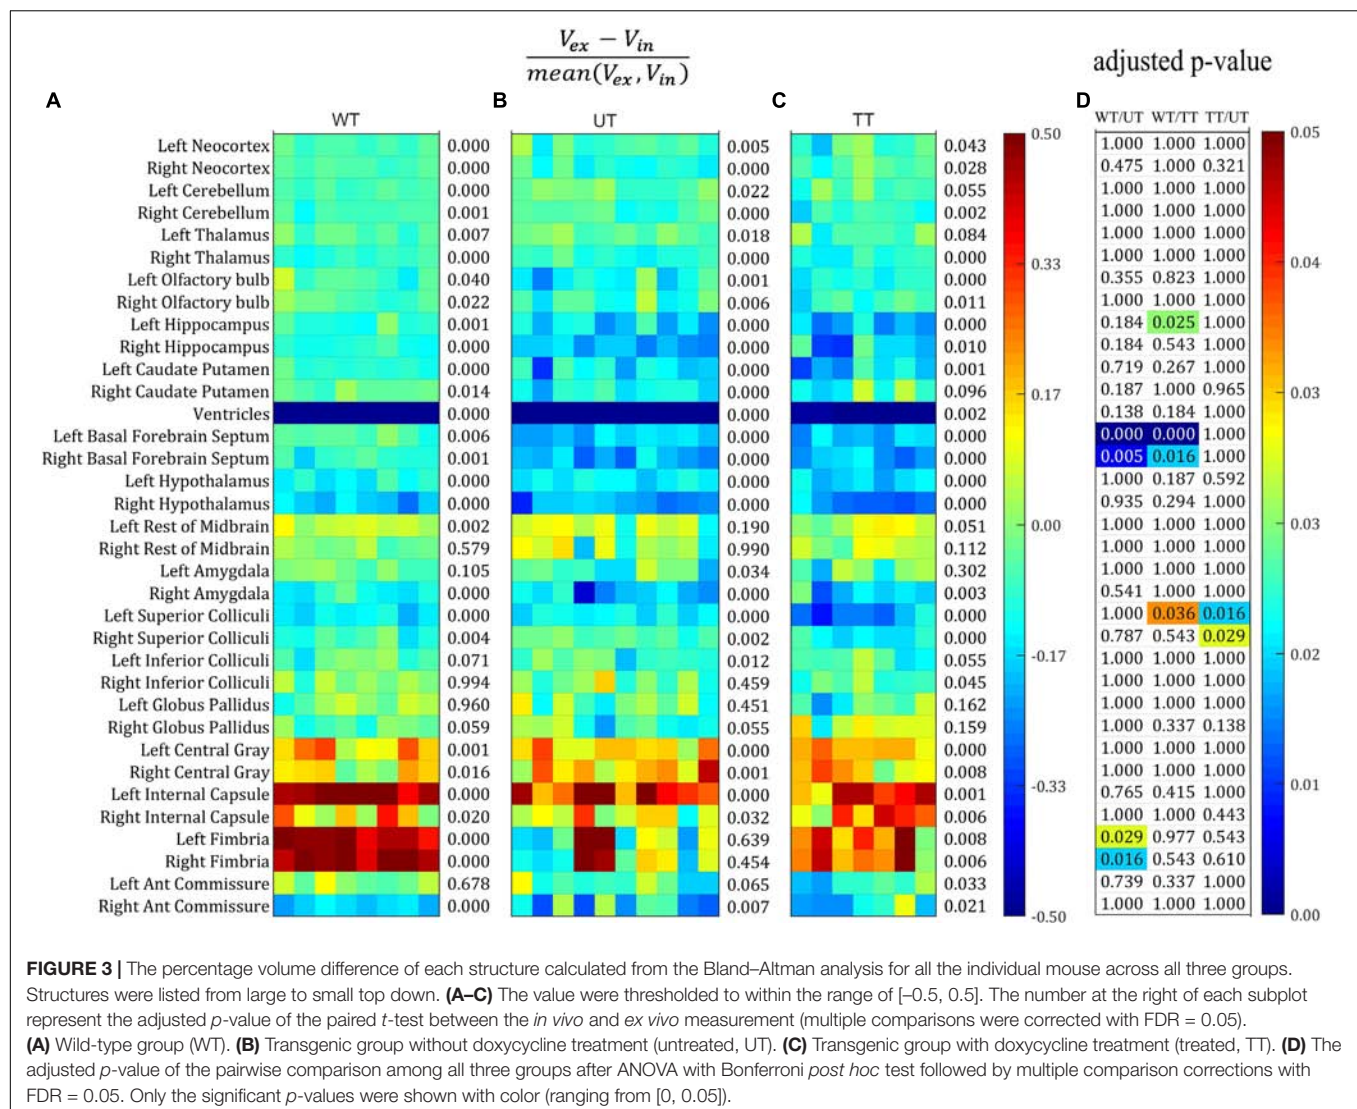 V_ex − V_in
mean(V_ex, V_in)
adjusted p-value
A
B
C
D
WT
UT
TT
WT/UT WT/TT TT/UT
Left Neocortex 0.000 0.005 0.043 1.000 1.000 1.000
Right Neocortex 0.000 0.000 0.028 0.475 1.000 0.321
Left Cerebellum 0.000 0.022 0.055 1.000 1.000 1.000
Right Cerebellum 0.001 0.000 0.002 1.000 1.000 1.000
Left Thalamus 0.007 0.018 0.084 1.000 1.000 1.000
Right Thalamus 0.000 0.000 0.000 1.000 1.000 1.000
Left Olfactory bulb 0.040 0.001 0.000 0.355 0.823 1.000
Right Olfactory bulb 0.022 0.006 0.011 1.000 1.000 1.000
Left Hippocampus 0.001 0.000 0.000 0.184 0.025 1.000
Right Hippocampus 0.000 0.000 0.010 0.184 0.543 1.000
Left Caudate Putamen 0.000 0.000 0.001 0.719 0.267 1.000
Right Caudate Putamen 0.014 0.000 0.096 0.187 1.000 0.965
Ventricles 0.000 0.000 0.002 0.138 0.184 1.000
Left Basal Forebrain Septum 0.006 0.000 0.000 0.000 0.000 1.000
Right Basal Forebrain Septum 0.001 0.000 0.000 0.005 0.016 1.000
Left Hypothalamus 0.000 0.000 0.000 1.000 0.187 0.592
Right Hypothalamus 0.000 0.000 0.000 0.935 0.294 1.000
Left Rest of Midbrain 0.002 0.190 0.051 1.000 1.000 1.000
Right Rest of Midbrain 0.579 0.990 0.112 1.000 1.000 1.000
Left Amygdala 0.105 0.034 0.302 1.000 1.000 1.000
Right Amygdala 0.000 0.000 0.003 0.541 1.000 1.000
Left Superior Colliculi 0.000 0.000 0.000 1.000 0.036 0.016
Right Superior Colliculi 0.004 0.002 0.000 0.787 0.543 0.029
Left Inferior Colliculi 0.071 0.012 0.055 1.000 1.000 1.000
Right Inferior Colliculi 0.994 0.459 0.045 1.000 1.000 1.000
Left Globus Pallidus 0.960 0.451 0.162 1.000 1.000 1.000
Right Globus Pallidus 0.059 0.055 0.159 1.000 0.337 0.138
Left Central Gray 0.001 0.000 0.000 1.000 1.000 1.000
Right Central Gray 0.016 0.001 0.008 1.000 1.000 1.000
Left Internal Capsule 0.000 0.000 0.001 0.765 0.415 1.000
Right Internal Capsule 0.020 0.032 0.006 1.000 1.000 0.443
Left Fimbria 0.000 0.639 0.008 0.029 0.977 0.543
Right Fimbria 0.000 0.454 0.006 0.016 0.543 0.610
Left Ant Commissure 0.678 0.065 0.033 0.739 0.337 1.000
Right Ant Commissure 0.000 0.007 0.021 1.000 1.000 1.000
0.50
0.33
0.17
0.00
-0.17
-0.33
-0.50
0.05
0.04
0.03
0.03
0.02
0.01
0.00
FIGURE 3 | The percentage volume difference of each structure calculated from the Bland–Altman analysis for all the individual mouse across all three groups.
Structures were listed from large to small top down. (A–C) The value were thresholded to within the range of [–0.5, 0.5]. The number at the right of each subplot
represent the adjusted p-value of the paired t-test between the in vivo and ex vivo measurement (multiple comparisons were corrected with FDR = 0.05).
(A) Wild-type group (WT). (B) Transgenic group without doxycycline treatment (untreated, UT). (C) Transgenic group with doxycycline treatment (treated, TT). (D) The
adjusted p-value of the pairwise comparison among all three groups after ANOVA with Bonferroni post hoc test followed by multiple comparison corrections with
FDR = 0.05. Only the significant p-values were shown with color (ranging from [0, 0.05]).